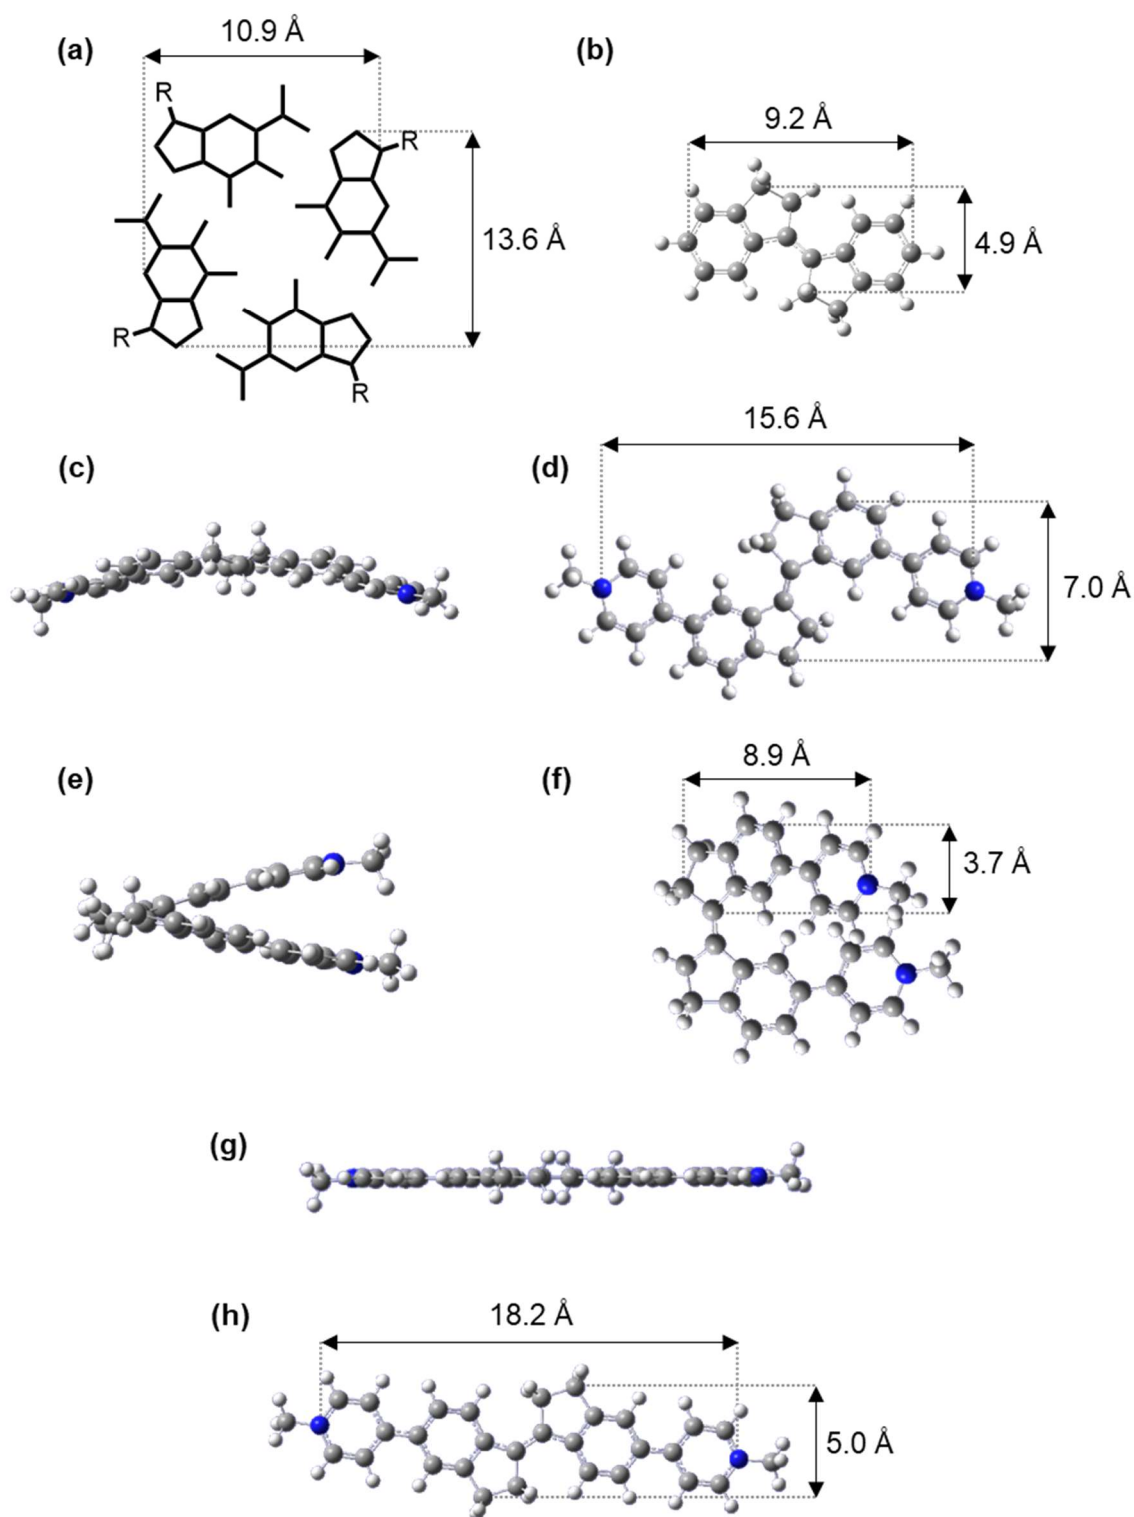 (a)
10.9 Å
R
R
R
R
13.6 Å
(b)
9.2 Å
4.9 Å
(c)
(d)
15.6 Å
7.0 Å
(e)
(f)
8.9 Å
3.7 Å
(g)
(h)
18.2 Å
5.0 Å